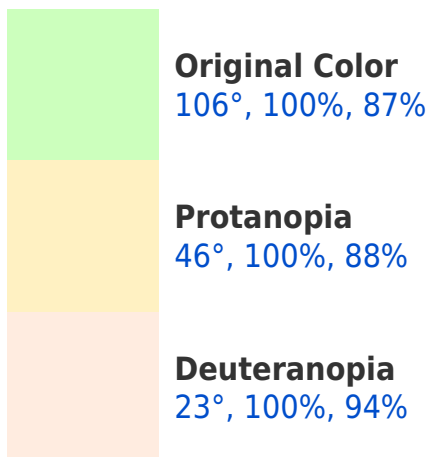 Original Color
106°, 100%, 87%
Protanopia
46°, 100%, 88%
Deuteranopia
23°, 100%, 94%